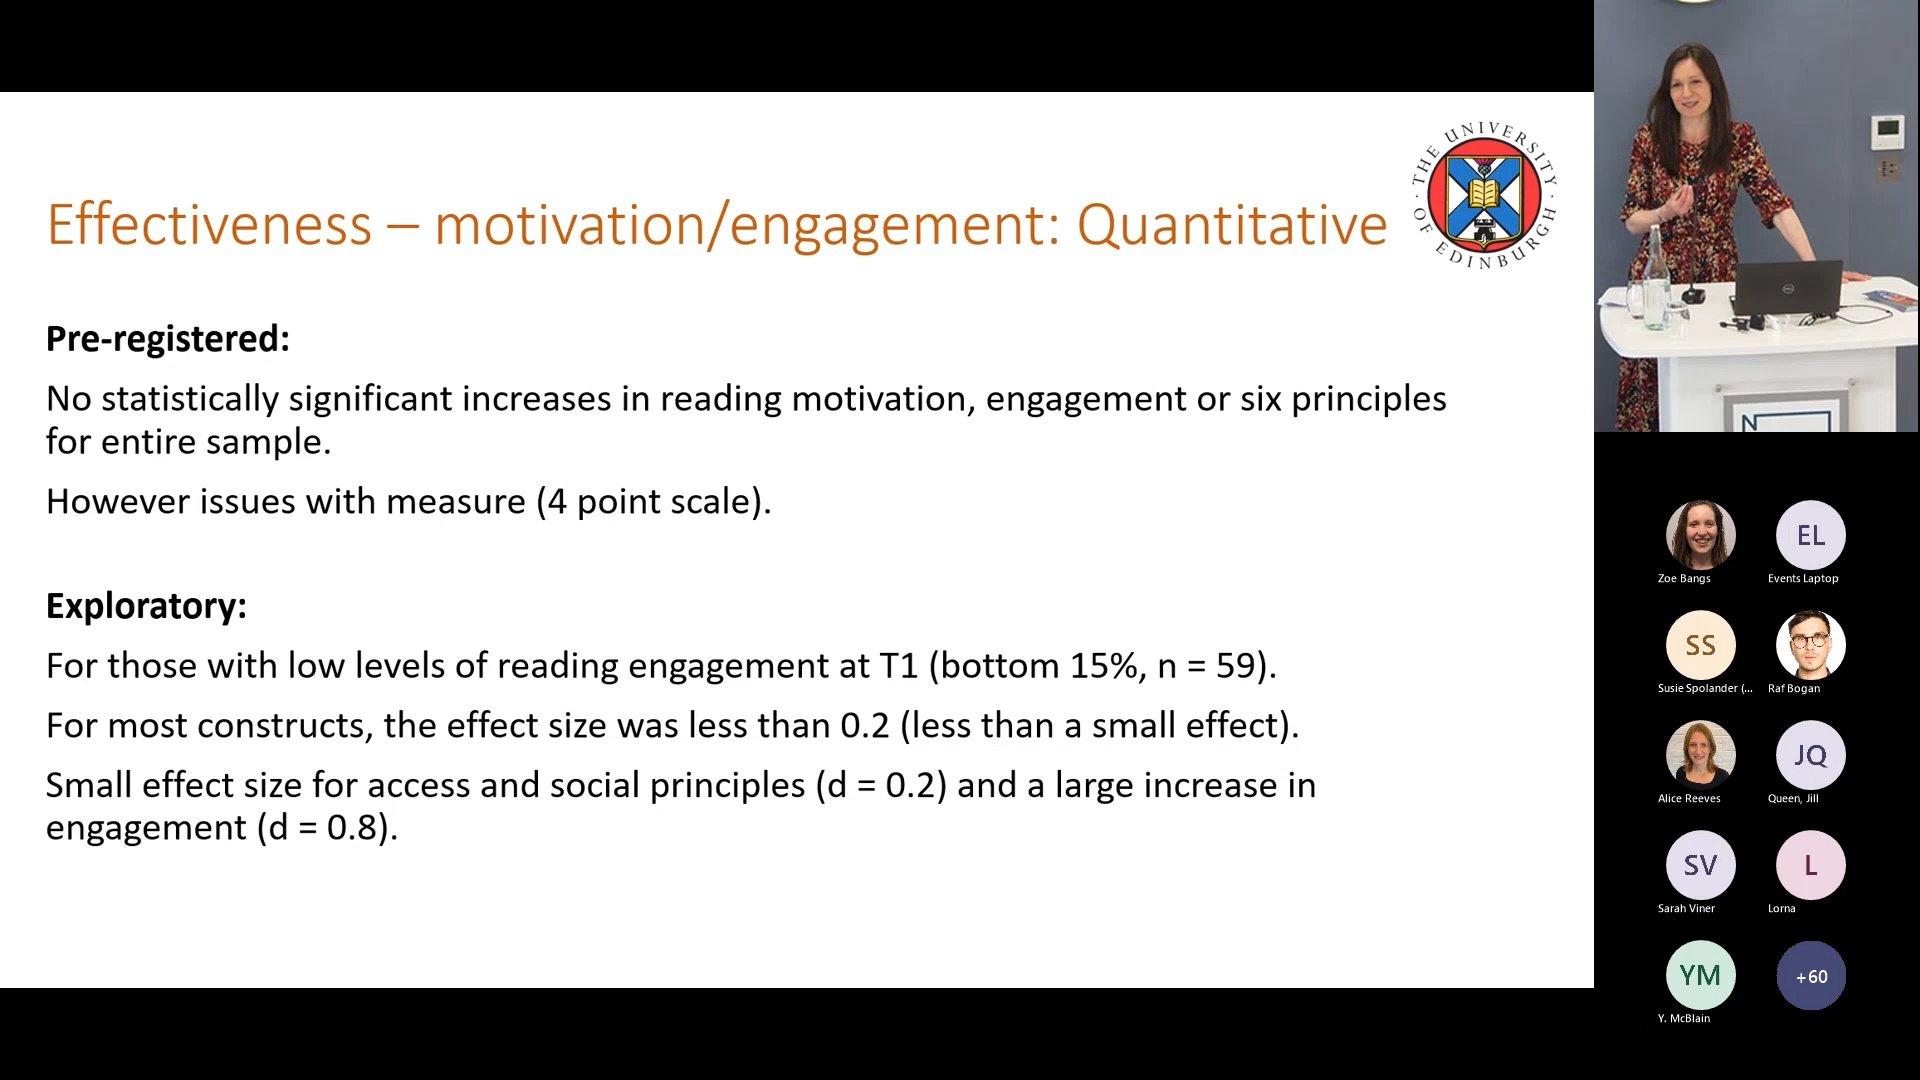 Effectiveness – motivation/engagement: Quantitative
THE UNIVERSITY OF EDINBURGH
Pre-registered:
No statistically significant increases in reading motivation, engagement or six principles
for entire sample.
However issues with measure (4 point scale).
Exploratory:
For those with low levels of reading engagement at T1 (bottom 15%, n = 59).
For most constructs, the effect size was less than 0.2 (less than a small effect).
Small effect size for access and social principles (d = 0.2) and a large increase in
engagement (d = 0.8).
N
Zoe Bangs
EL
Events Laptop
SS
Susie Spolander (...
Raf Bogan
Alice Reeves
JQ
Queen, Jill
SV
Sarah Viner
L
Lorna
YM
Y. McBlain
+60